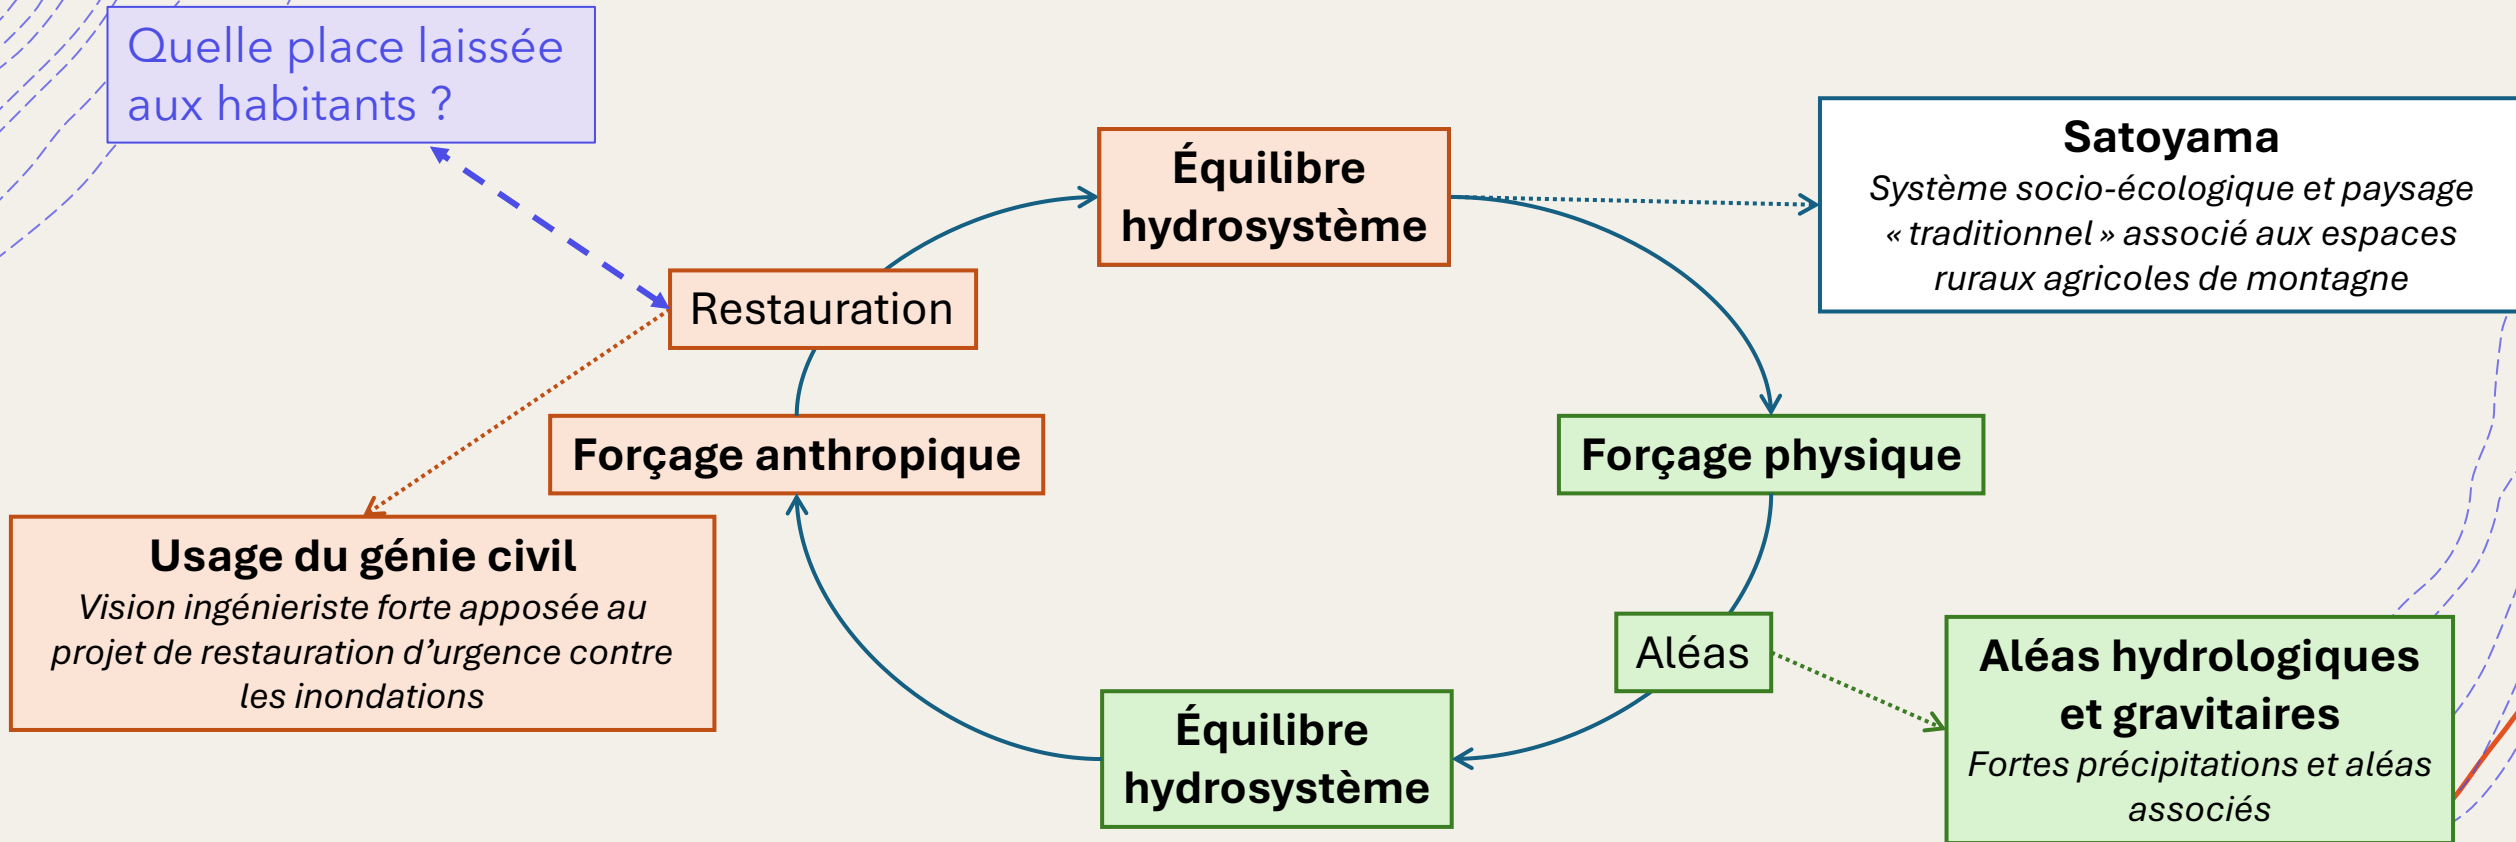 Quelle place laissée
aux habitants ?
Équilibre
hydrosystème
Satoyama
Système socio-écologique et paysage
« traditionnel » associé aux espaces
ruraux agricoles de montagne
Restauration
Forçage anthropique
Forçage physique
Usage du génie civil
Vision ingénieriste forte apposée au
projet de restauration d’urgence contre
les inondations
Aléas
Aléas hydrologiques
et gravitaires
Fortes précipitations et aléas
associés
Équilibre
hydrosystème